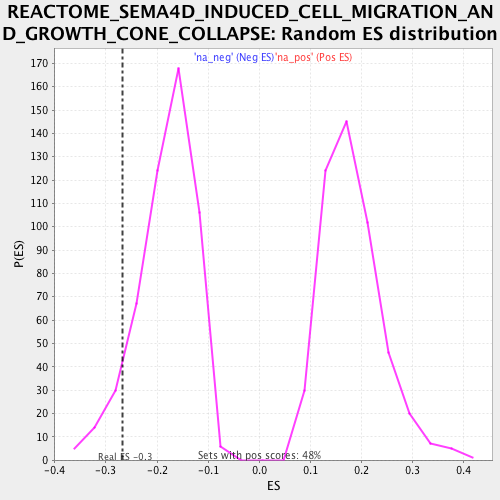 REACTOME_SEMA4D_INDUCED_CELL_MIGRATION_AN
D_GROWTH_CONE_COLLAPSE: Random ES distribution
'na_neg' (Neg ES) 'na_pos' (Pos ES)
170
160
150
140
130
120
110
100
90
80
70
60
50
40
30
20
10
0
P(ES)
Real ES -0.3
Sets with pos scores: 48%
-0.4 -0.3 -0.2 -0.1 0.0 0.1 0.2 0.3 0.4
ES